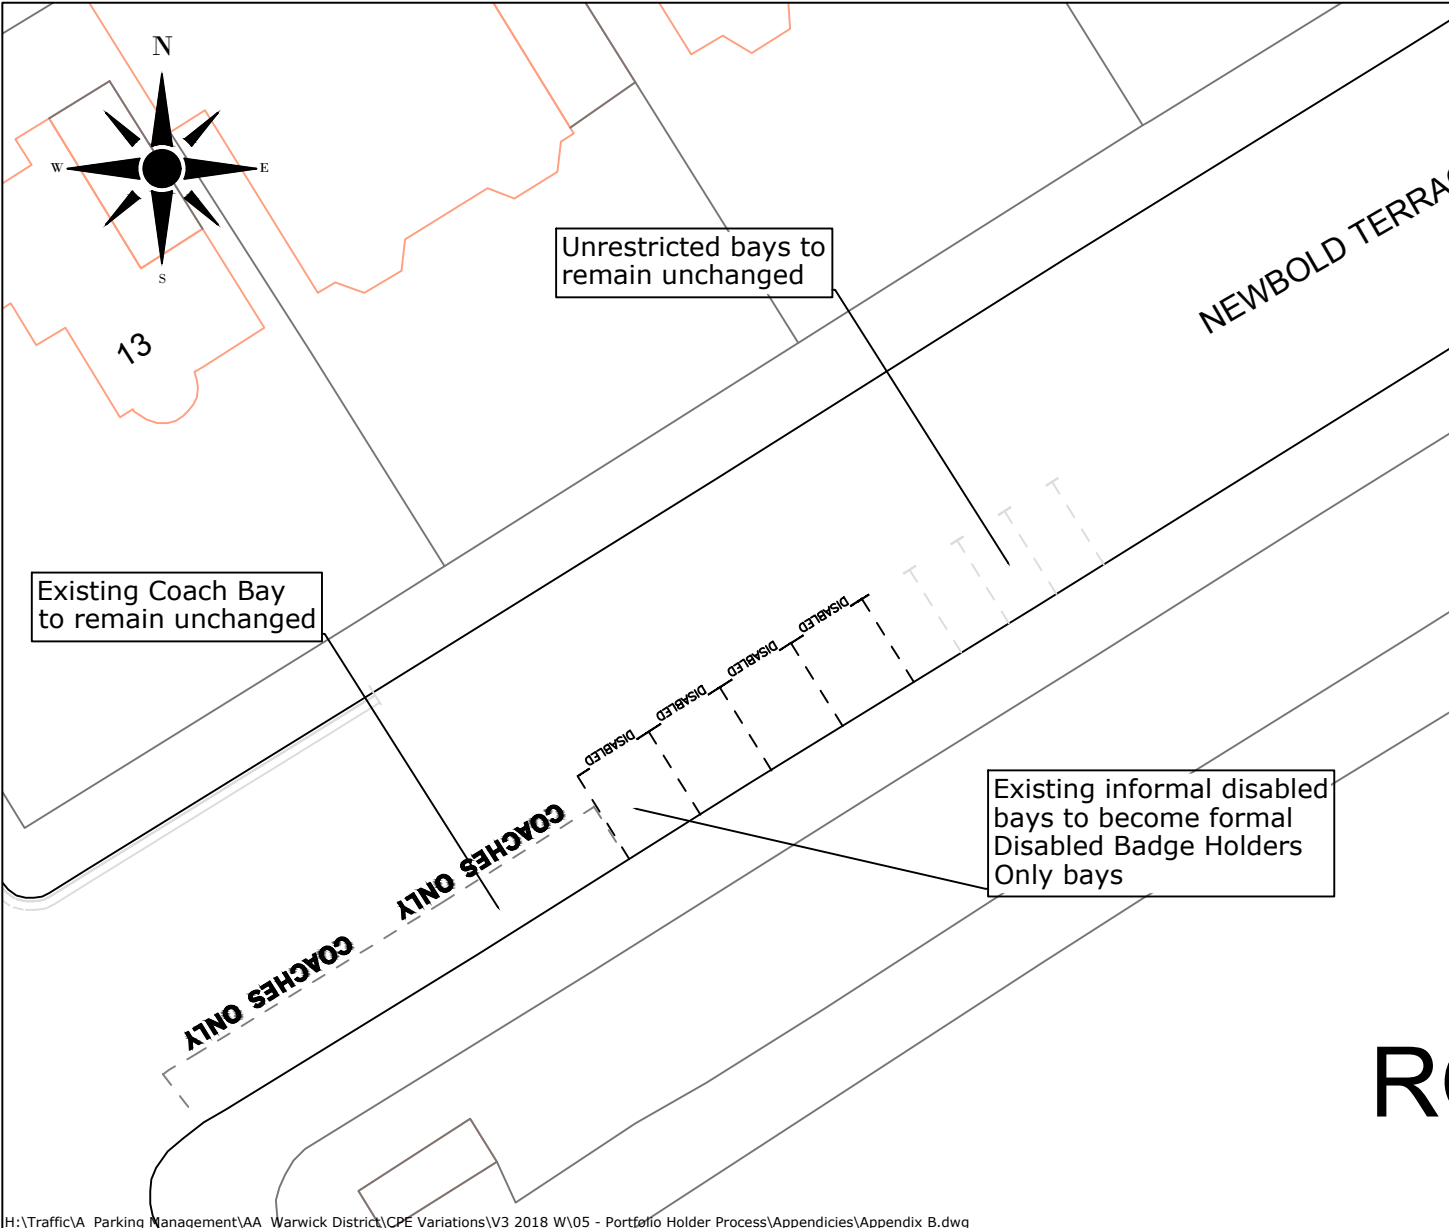 N
W
E
S
13
Unrestricted bays to
remain unchanged
NEWBOLD TERRAC
Existing Coach Bay
to remain unchanged
DISABLED
DISABLED
DISABLED
DISABLED
Existing informal disabled
bays to become formal
Disabled Badge Holders
Only bays
COACHES ONLY
COACHES ONLY
RO
H:\Traffic\A Parking Management\AA Warwick District\CPE Variations\V3 2018 W\05 - Portfolio Holder Process\Appendicies\Appendix B.dwg